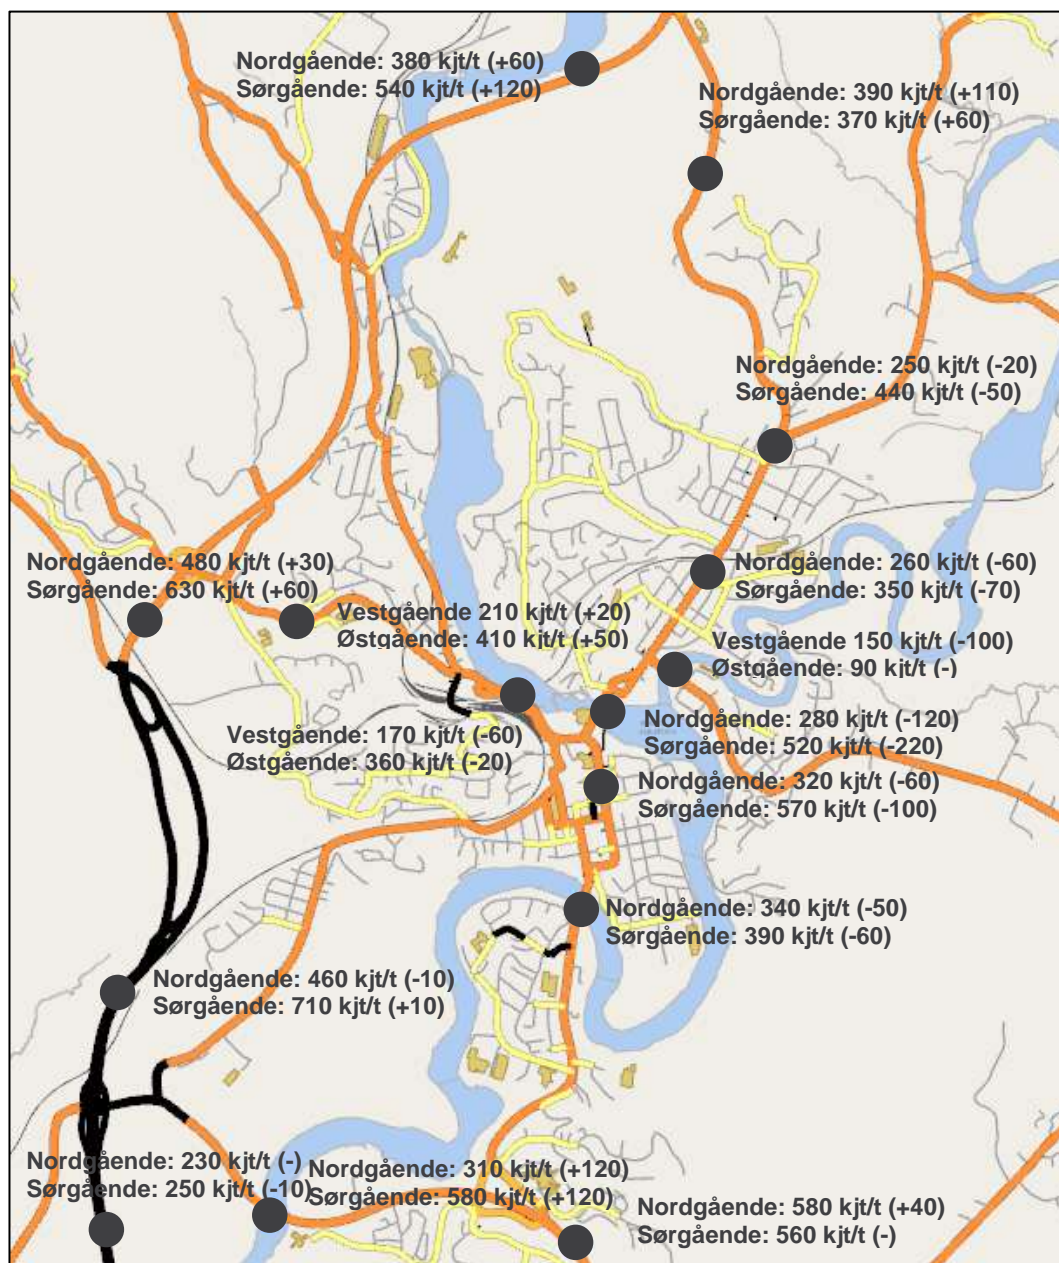 Nordgående: 380 kjt/t (+60)
Sørgående: 540 kjt/t (+120)
Nordgående: 390 kjt/t (+110)
Sørgående: 370 kjt/t (+60)
Nordgående: 250 kjt/t (-20)
Sørgående: 440 kjt/t (-50)
Nordgående: 480 kjt/t (+30)
Sørgående: 630 kjt/t (+60)
Nordgående: 260 kjt/t (-60)
Sørgående: 350 kjt/t (-70)
Vestgående 210 kjt/t (+20)
Østgående: 410 kjt/t (+50)
Vestgående 150 kjt/t (-100)
Østgående: 90 kjt/t (-)
Vestgående: 170 kjt/t (-60)
Østgående: 360 kjt/t (-20)
Nordgående: 280 kjt/t (-120)
Sørgående: 520 kjt/t (-220)
Nordgående: 320 kjt/t (-60)
Sørgående: 570 kjt/t (-100)
Nordgående: 340 kjt/t (-50)
Sørgående: 390 kjt/t (-60)
Nordgående: 460 kjt/t (-10)
Sørgående: 710 kjt/t (+10)
Nordgående: 230 kjt/t (-)
Sørgående: 250 kjt/t (-10)
Nordgående: 310 kjt/t (+120)
Sørgående: 580 kjt/t (+120)
Nordgående: 580 kjt/t (+40)
Sørgående: 560 kjt/t (-)